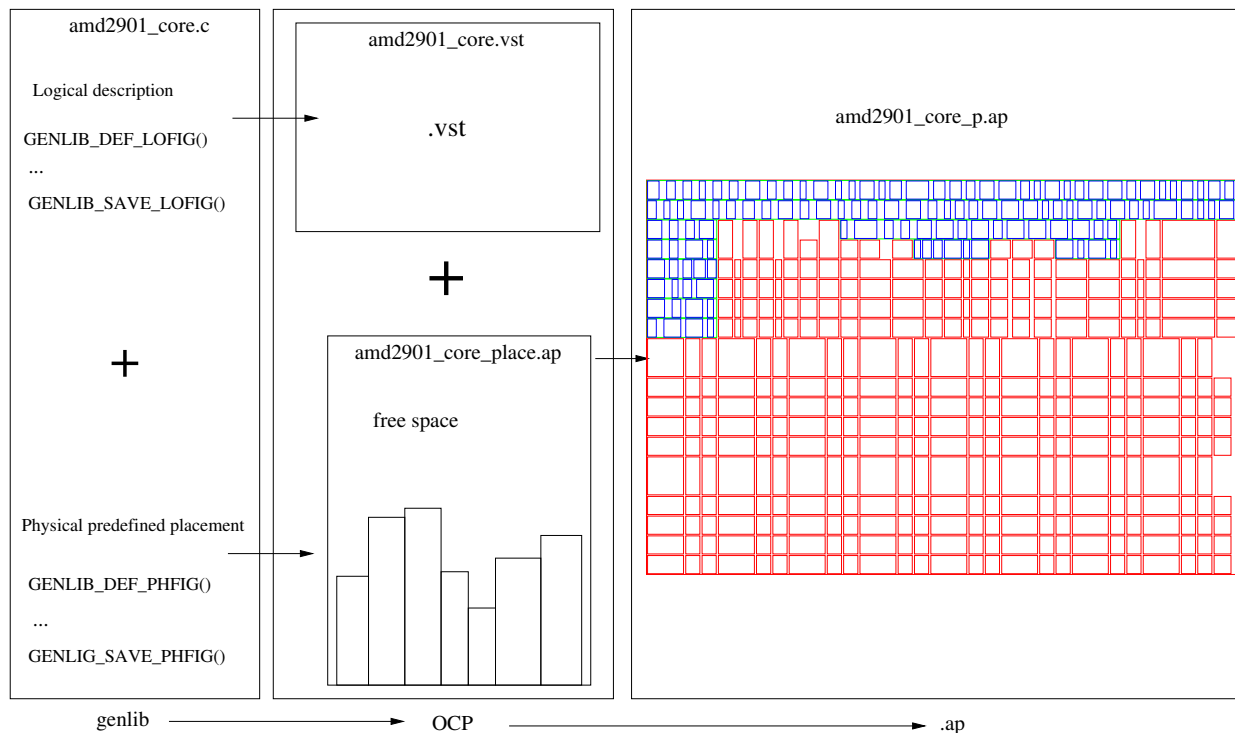 amd2901_core.c
Logical description
GENLIB_DEF_LOFIG()
...
GENLIB_SAVE_LOFIG()
+
Physical predefined placement
GENLIB_DEF_PHFIG()
...
GENLIG_SAVE_PHFIG()
genlib
amd2901_core.vst
.vst
+
amd2901_core_place.ap
free space
OCP
amd2901_core_p.ap
.ap